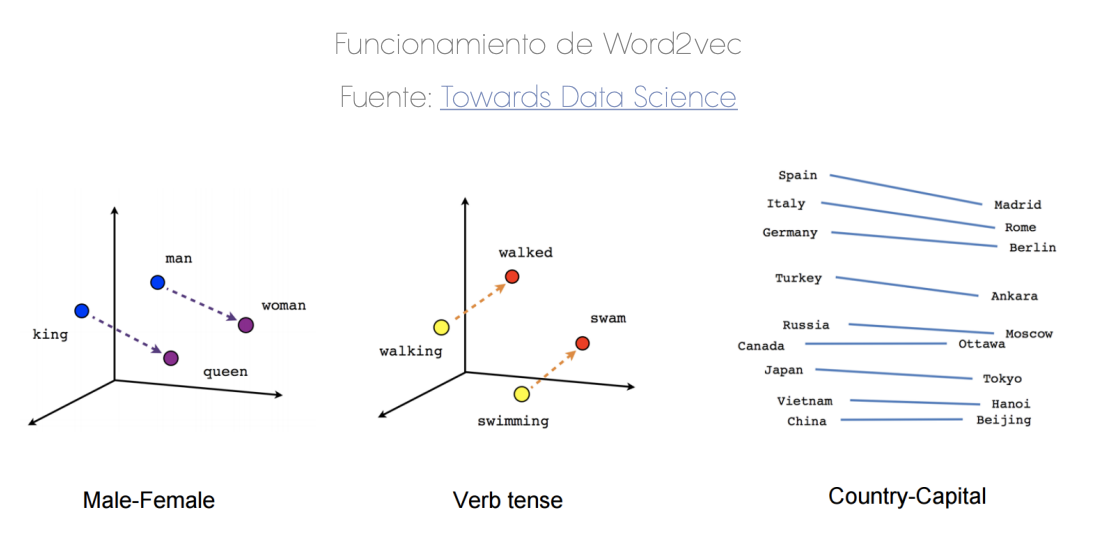 Funcionamiento de Word2vec
Fuente: Towards Data Science
man
woman
king
queen
Male-Female
walked
swam
walking
swimming
Verb tense
Spain
Madrid
Italy
Rome
Germany
Berlin
Turkey
Ankara
Russia
Moscow
Canada
Ottawa
Japan
Tokyo
Vietnam
Hanoi
China
Beijing
Country-Capital